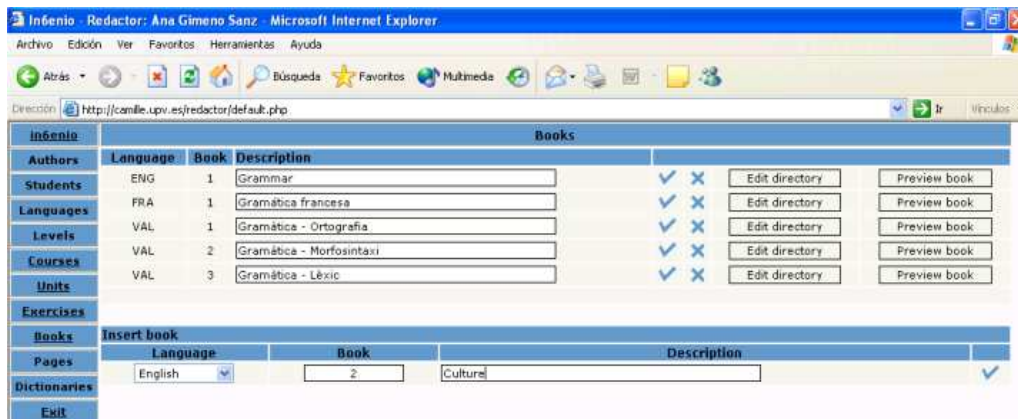 In6enio - Redactor: Ana Gimeno Sanz - Microsoft Internet Explorer
Archivo Edición Ver Favoritos Herramientas Ayuda
Atrás Búsqueda Favoritos Multimedia
Dirección http://camille.upv.es/redactor/default.php Ir Vínculos
in6enio Books
Authors Language Book Description
Students ENG 1 Grammar Edit directory Preview book
Languages FRA 1 Gramática francesa Edit directory Preview book
Levels VAL 1 Gramática - Ortografia Edit directory Preview book
Courses VAL 2 Gramática - Morfosintaxi Edit directory Preview book
Units VAL 3 Gramática - Lèxic Edit directory Preview book
Exercises
Books Insert book
Pages Language Book Description
Dictionaries English 2 Culture
Exit